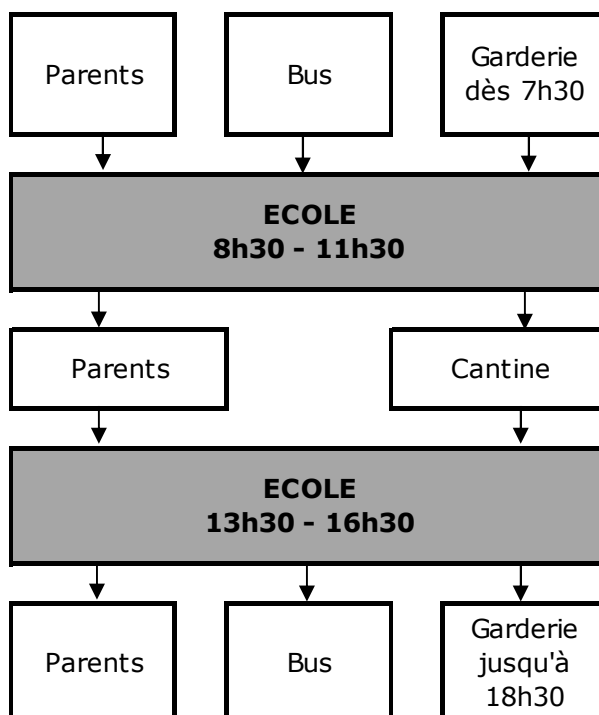 Parents
Bus
Garderie
dès 7h30
ECOLE
8h30 - 11h30
Parents
Cantine
ECOLE
13h30 - 16h30
Parents
Bus
Garderie
jusqu'à
18h30